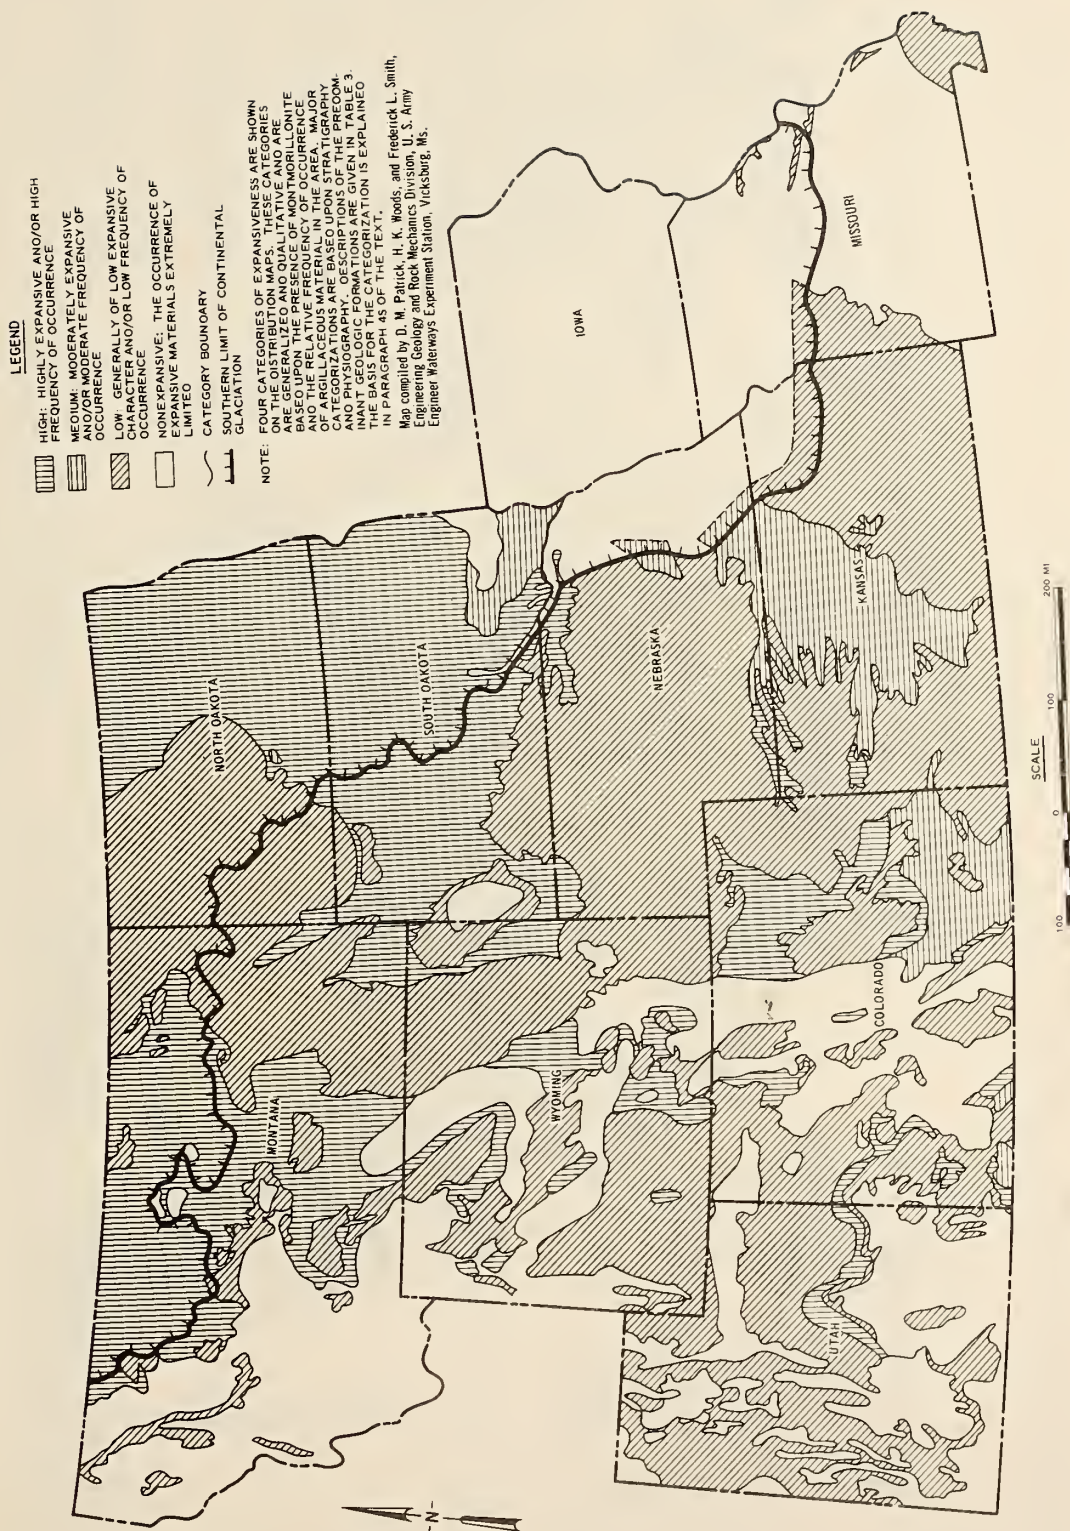 LEGEND
HIGH: HIGHLY EXPANSIVE AND/OR HIGH
FREQUENCY OF OCCURRENCE
MEDIUM: MODERATELY EXPANSIVE
AND/OR MODERATE FREQUENCY OF
OCCURRENCE
LOW: GENERALLY OF LOW EXPANSIVE
CHARACTER AND/OR LOW FREQUENCY OF
OCCURRENCE
NONEXPANSIVE: THE OCCURRENCE OF
EXPANSIVE MATERIALS EXTREMELY
LIMITED
CATEGORY BOUNDARY
SOUTHERN LIMIT OF CONTINENTAL
GLACIATION
NOTE: FOUR CATEGORIES OF EXPANSIVENESS ARE SHOWN
ON THE DISTRIBUTION MAPS. THESE CATEGORIES
ARE GENERALIZED AND QUALITATIVE AND ARE
BASED UPON THE PRESENCE OF MONTMORILLONITE
AND THE RELATIVE FREQUENCY OF OCCURRENCE
OF ARGILLACEOUS MATERIAL IN THE AREA. MAJOR
CATEGORIZATIONS ARE BASED UPON STRATIGRAPHY
AND PHYSIOGRAPHY. DESCRIPTIONS OF THE PREDOM-
INANT GEOLOGIC FORMATIONS ARE GIVEN IN TABLE 3.
THE BASIS FOR THE CATEGORIZATION IS EXPLAINED
IN PARAGRAPH 45 OF THE TEXT.
Map compiled by D. M. Patrick, H. K. Woods, and Frederick L. Smith,
Engineering Geology and Rock Mechanics Division, U. S. Army
Engineer Waterways Experiment Station, Vicksburg, Ms.
MONTANA
NORTH DAKOTA
SOUTH DAKOTA
WYOMING
NEBRASKA
IOWA
UTAH
COLORADO
KANSAS
MISSOURI
-N-
SCALE
100 0 100 200 MI